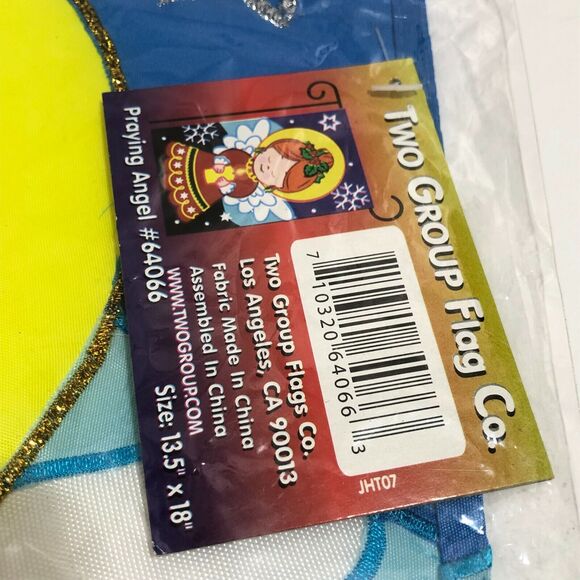 TWO GROUP FLAG CO.
7 10320 64066 3
JHT07
Two Group Flags Co.
Los Angeles, CA 90013
Fabric Made In China
Assembled In China
WWW.TWOGROUP.COM
Praying Angel #64066
Size: 13.5" x 18"